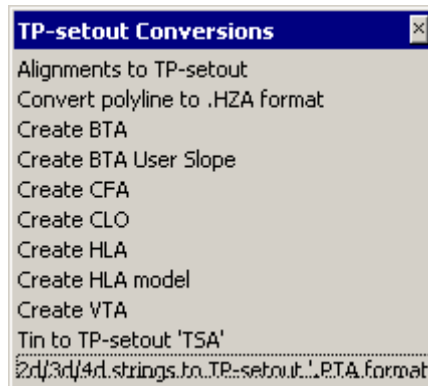 TP-setout Conversions
Alignments to TP-setout
Convert polyline to .HZA format
Create BTA
Create BTA User Slope
Create CFA
Create CLO
Create HLA
Create HLA model
Create VTA
Tin to TP-setout 'TSA'
2d/3d/4d strings to TP-setout '.PTA format